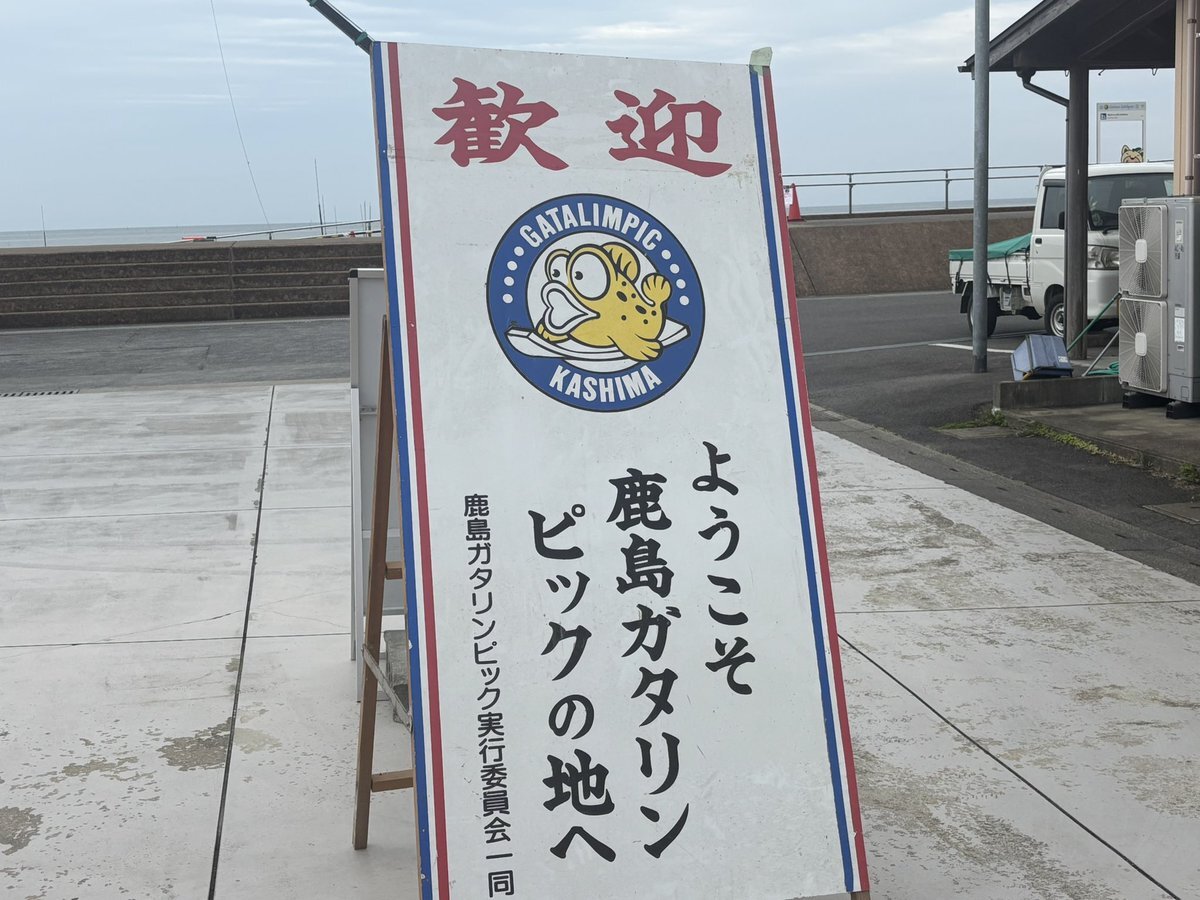 歓迎
GATALIMPIC
KASHIMA
ようこそ
鹿島ガタリン
ピックの地へ
鹿島ガタリンピック実行委員会一同